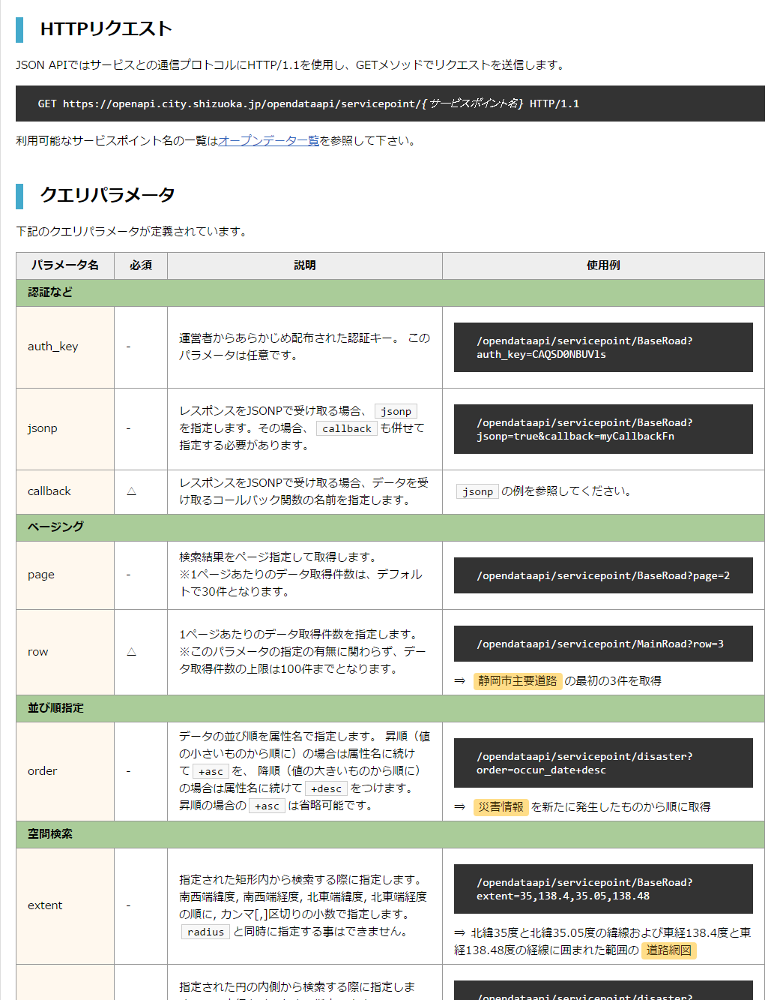 HTTPリクエスト
JSON APIではサービスとの通信プロトコルにHTTP/1.1を使用し、GETメソッドでリクエストを送信します。
GET https://openapi.city.shizuoka.jp/opendataapi/servicepoint/{サービスポイント名} HTTP/1.1
利用可能なサービスポイント名の一覧はオープンデータ一覧を参照して下さい。
クエリパラメータ
下記のクエリパラメータが定義されています。
パラメータ名 必須 説明 使用例
認証など
auth_key -
運営者からあらかじめ配布された認証キー。 この
パラメータは任意です。
/opendataapi/servicepoint/BaseRoad?
auth_key=CAQSD0NBUVls
jsonp -
レスポンスをJSONPで受け取る場合、 jsonp
を指定します。その場合、 callback も併せて
指定する必要があります。
/opendataapi/servicepoint/BaseRoad?
jsonp=true&callback=myCallbackFn
callback △
レスポンスをJSONPで受け取る場合、データを受
け取るコールバック関数の名前を指定します。
jsonp の例を参照してください。
ページング
page -
検索結果をページ指定して取得します。
※1ページあたりのデータ取得件数は、デフォル
トで30件となります。
/opendataapi/servicepoint/BaseRoad?page=2
row △
1ページあたりのデータ取得件数を指定します。
※このパラメータの指定の有無に関わらず、デー
タ取得件数の上限は100件までとなります。
/opendataapi/servicepoint/MainRoad?row=3
⇒ 静岡市主要道路 の最初の3件を取得
並び順指定
order -
データの並び順を属性名で指定します。 昇順（値
の小さいものから順に）の場合は属性名に続け
て +asc を、 降順（値の大きいものから順に）
の場合は属性名に続けて +desc をつけます。
昇順の場合の +asc は省略可能です。
/opendataapi/servicepoint/disaster?
order=occur_date+desc
⇒ 災害情報 を新たに発生したものから順に取得
空間検索
extent -
指定された矩形内から検索する際に指定します。
南西端緯度, 南西端経度, 北東端緯度, 北東端経度
の順に, カンマ[,]区切りの小数で指定します。
radius と同時に指定する事はできません。
/opendataapi/servicepoint/BaseRoad?
extent=35,138.4,35.05,138.48
⇒ 北緯35度と北緯35.05度の緯線および東経138.4度と東
経138.48度の経線に囲まれた範囲の 道路網図
指定された円の内側から検索する際に指定しま